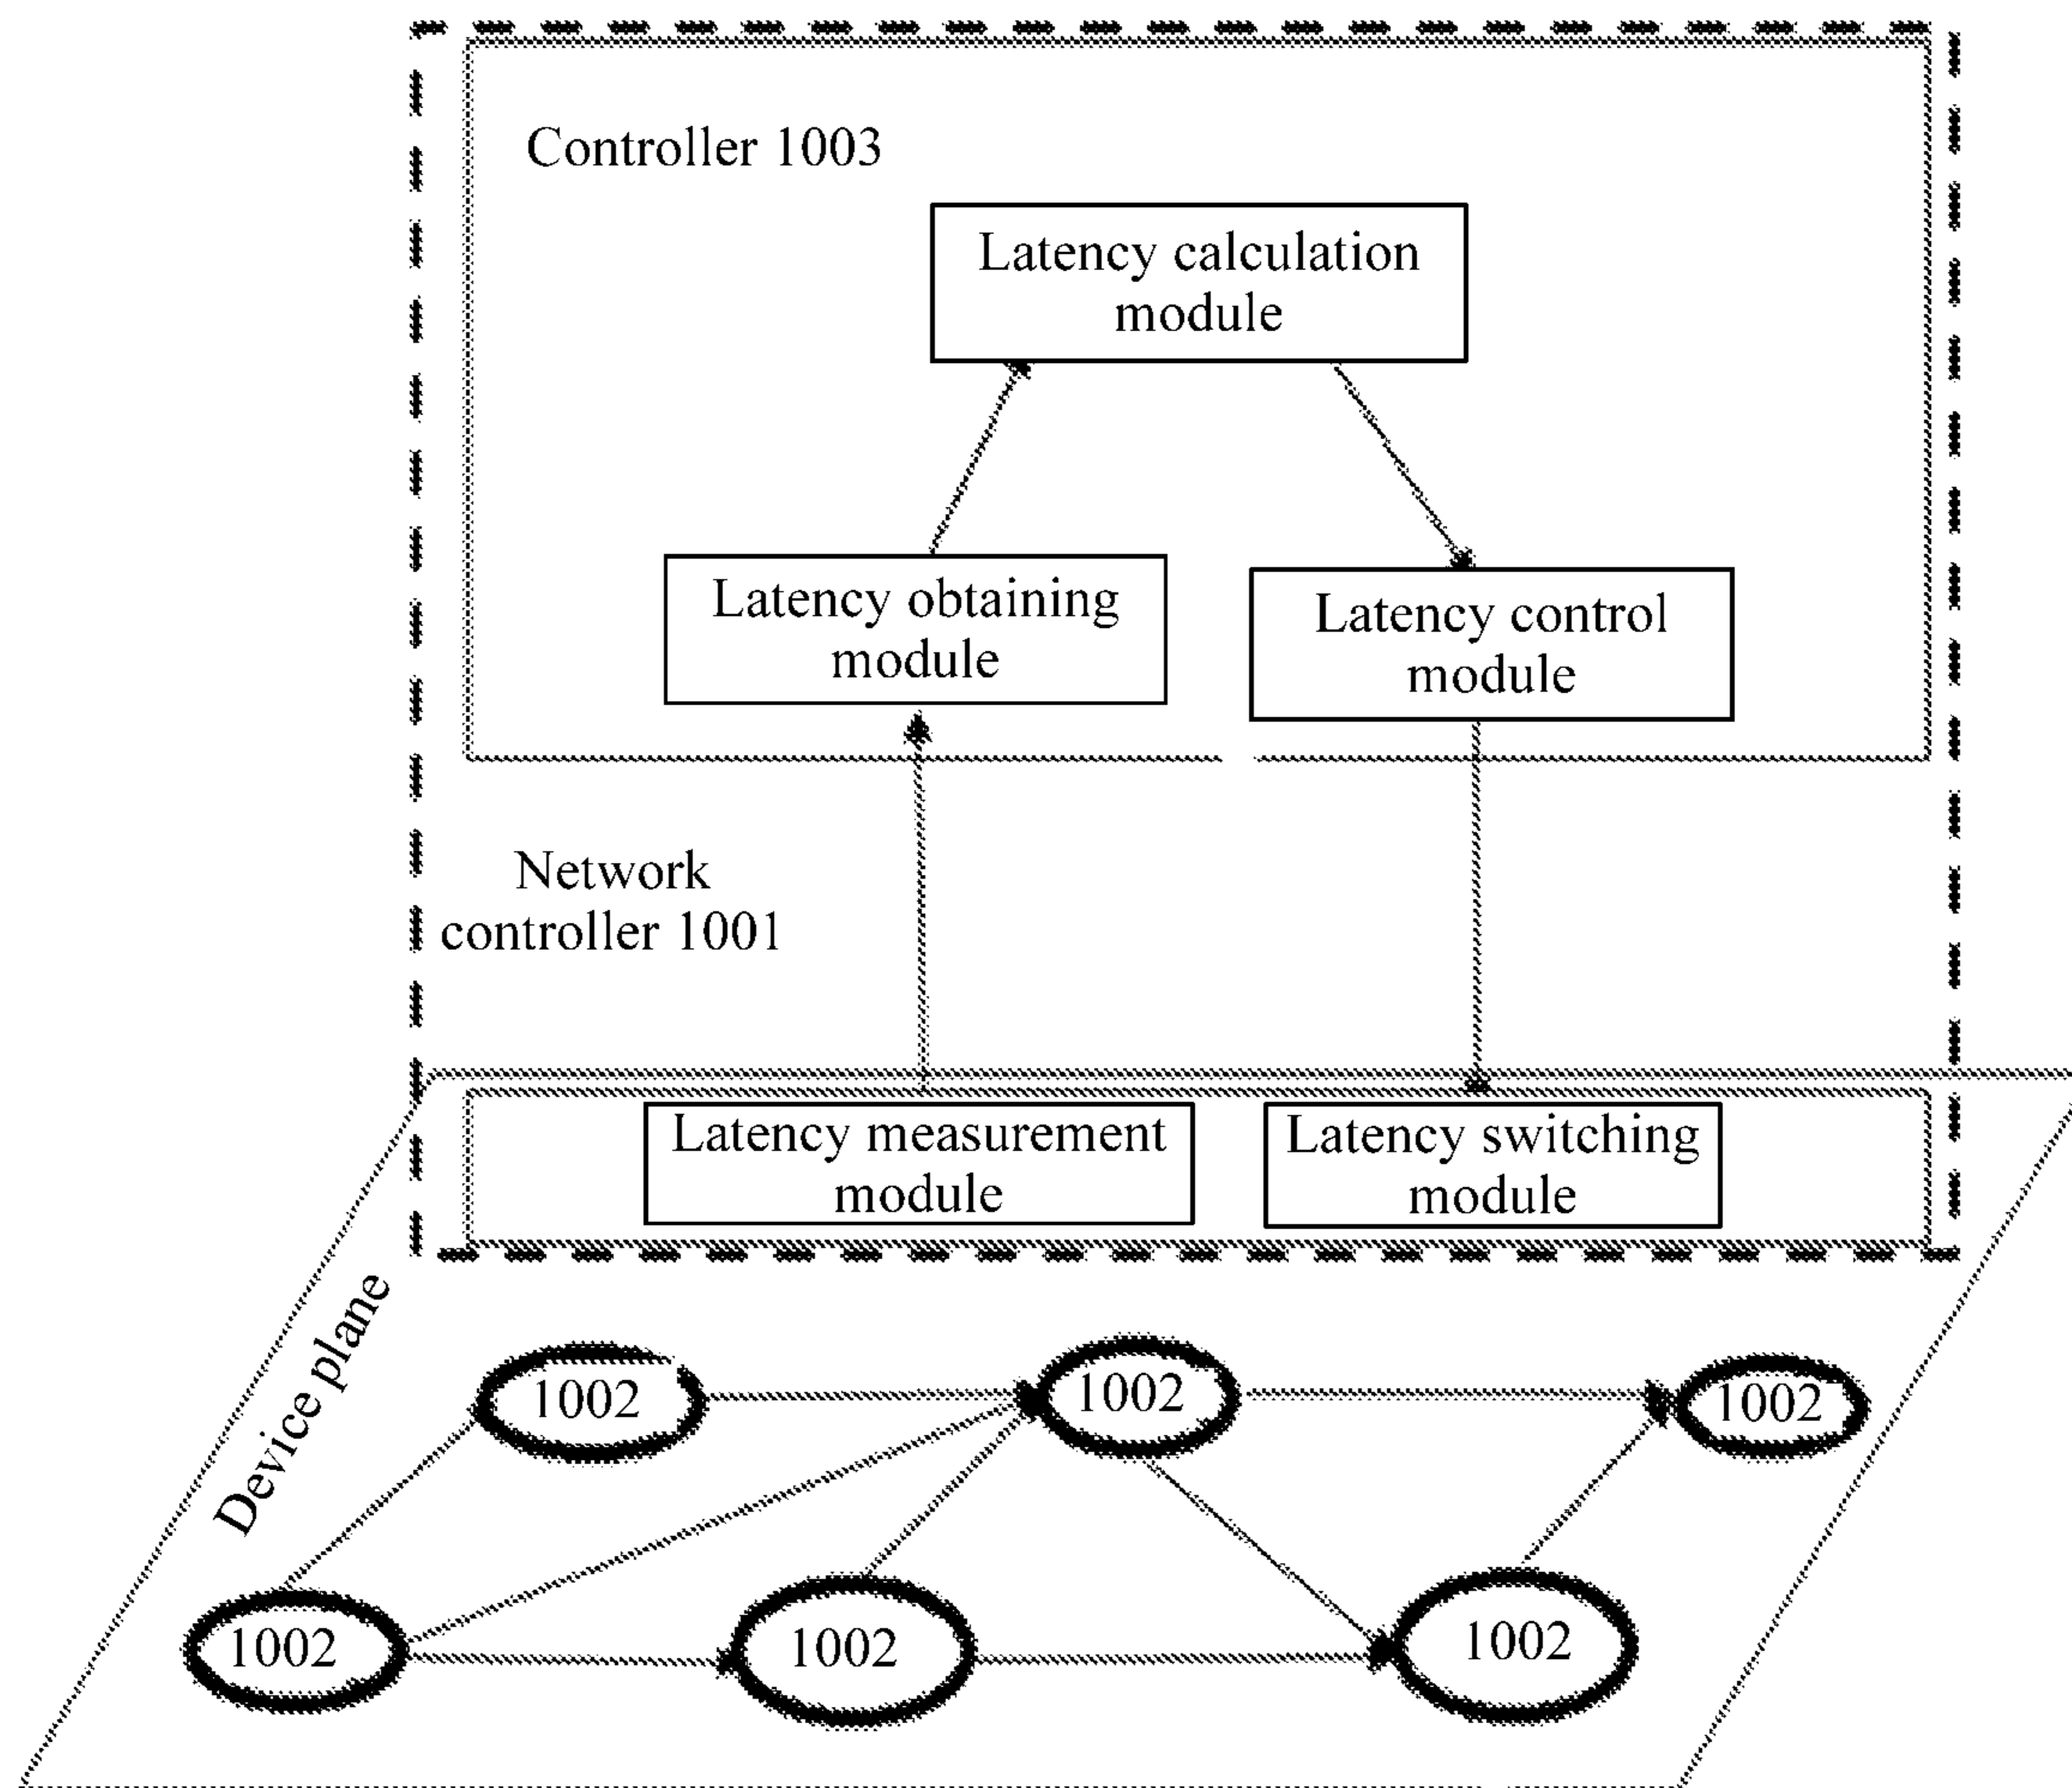 Controller 1003
Latency calculation
module
Latency obtaining
module
Latency control
module
Network
controller 1001
Latency measurement
module
Latency switching
module
Device plane
1002
1002
1002
1002
1002
1002